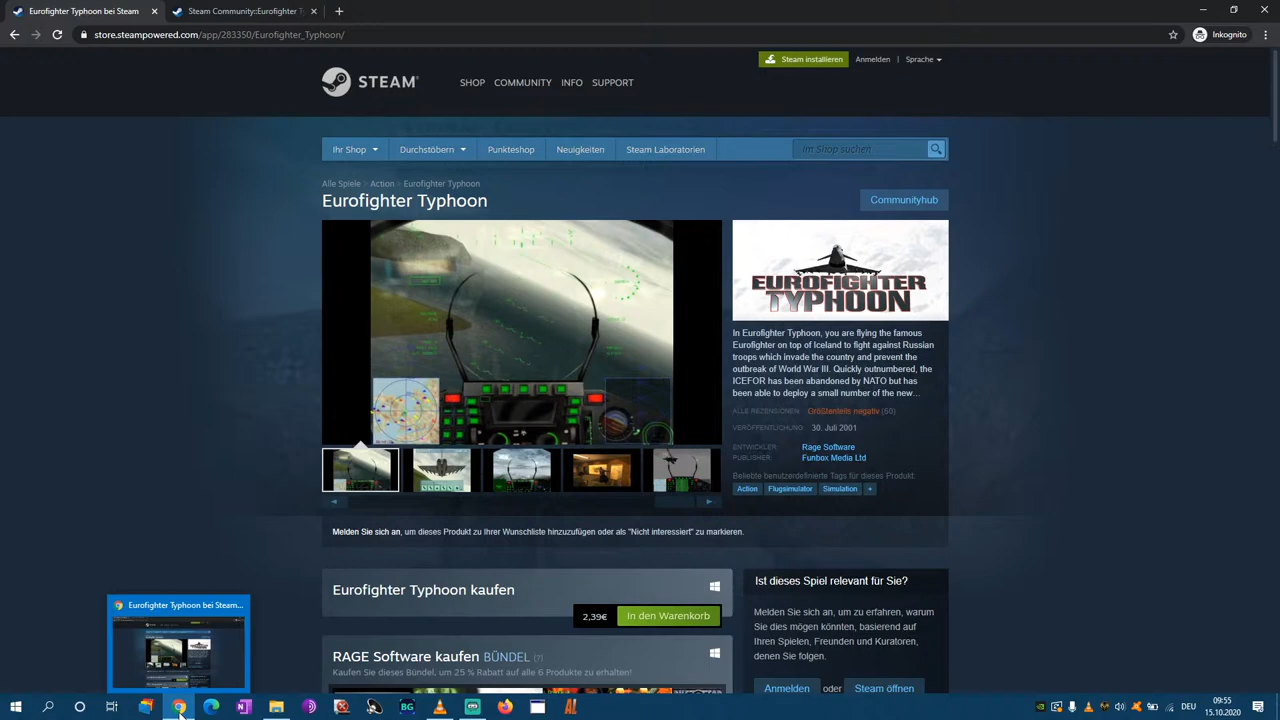 Eurofighter Typhoon bei Steam
Steam Community:Eurofighter T
store.steampowered.com/app/283350/Eurofighter_Typhoon/
Inkognito
Steam installieren
Anmelden
Sprache
STEAM
SHOP COMMUNITY INFO SUPPORT
Ihr Shop
Durchstöbern
Punkteshop
Neuigkeiten
Steam Laboratorien
Im Shop suchen
Alle Spiele > Action > Eurofighter Typhoon
Eurofighter Typhoon
Communityhub
EUROFIGHTER
TYPHOON
In Eurofighter Typhoon, you are flying the famous
Eurofighter on top of Iceland to fight against Russian
troops which invade the country and prevent the
outbreak of World War III. Quickly outnumbered, the
ICEFOR has been abandoned by NATO but has
been able to deploy a small number of the new...
ALLE REZENSIONEN: Größtenteils negativ (60)
VERÖFFENTLICHUNG: 30. Juli 2001
ENTWICKLER: Rage Software
PUBLISHER: Funbox Media Ltd
Beliebte benutzerdefinierte Tags für dieses Produkt:
Action Flugsimulator Simulation +
Melden Sie sich an, um dieses Produkt zu Ihrer Wunschliste hinzuzufügen oder als "Nicht interessiert" zu markieren.
Eurofighter Typhoon kaufen
2,39€ In den Warenkorb
RAGE Software kaufen BÜNDEL (?)
Kaufen Sie dieses Bündel, um 25 % Rabatt auf alle 6 Produkte zu erhalten!
Ist dieses Spiel relevant für Sie?
Melden Sie sich an, um zu erfahren, warum
Sie dies mögen könnten, basierend auf
Ihren Spielen, Freunden und Kuratoren,
denen Sie folgen.
Anmelden oder Steam öffnen
Eurofighter Typhoon bei Steam...
BG
DEU
09:55
15.10.2020